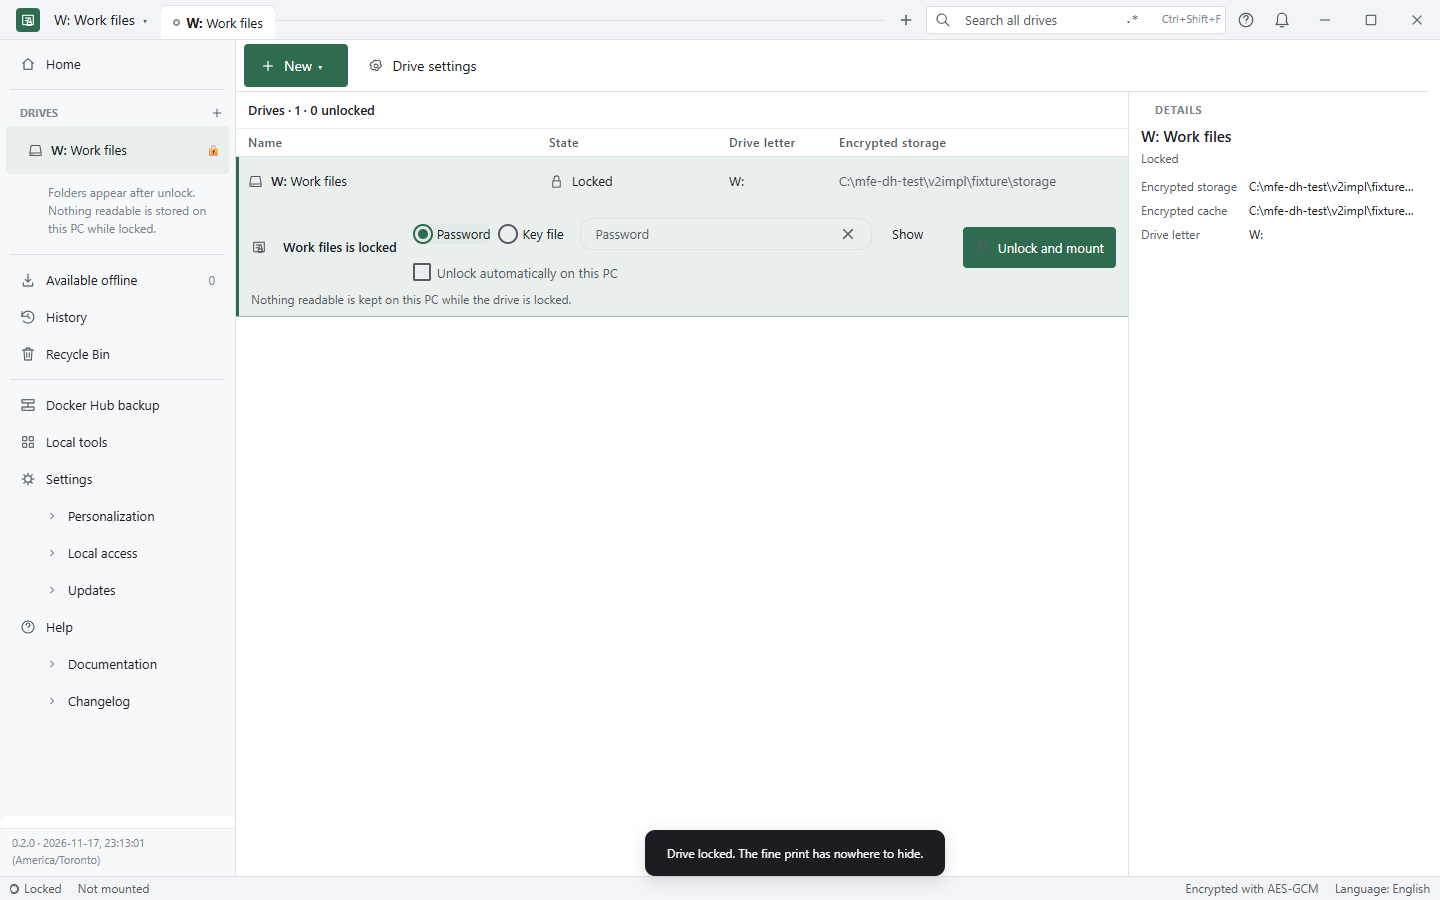 W: Work files
W: Work files
Search all drives
.*
Ctrl+Shift+F
Home
DRIVES
W: Work files
Folders appear after unlock.
Nothing readable is stored on
this PC while locked.
Available offline 0
History
Recycle Bin
Docker Hub backup
Local tools
Settings
Personalization
Local access
Updates
Help
Documentation
Changelog
0.2.0 · 2026-11-17, 23:13:01
(America/Toronto)
New
Drive settings
Drives · 1 · 0 unlocked
Name State Drive letter Encrypted storage
W: Work files Locked W: C:\mfe-dh-test\v2impl\fixture\storage
Work files is locked
Password Key file Password Show
Unlock automatically on this PC
Unlock and mount
Nothing readable is kept on this PC while the drive is locked.
DETAILS
W: Work files
Locked
Encrypted storage C:\mfe-dh-test\v2impl\fixture...
Encrypted cache C:\mfe-dh-test\v2impl\fixture...
Drive letter W:
Drive locked. The fine print has nowhere to hide.
Locked Not mounted
Encrypted with AES-GCM Language: English